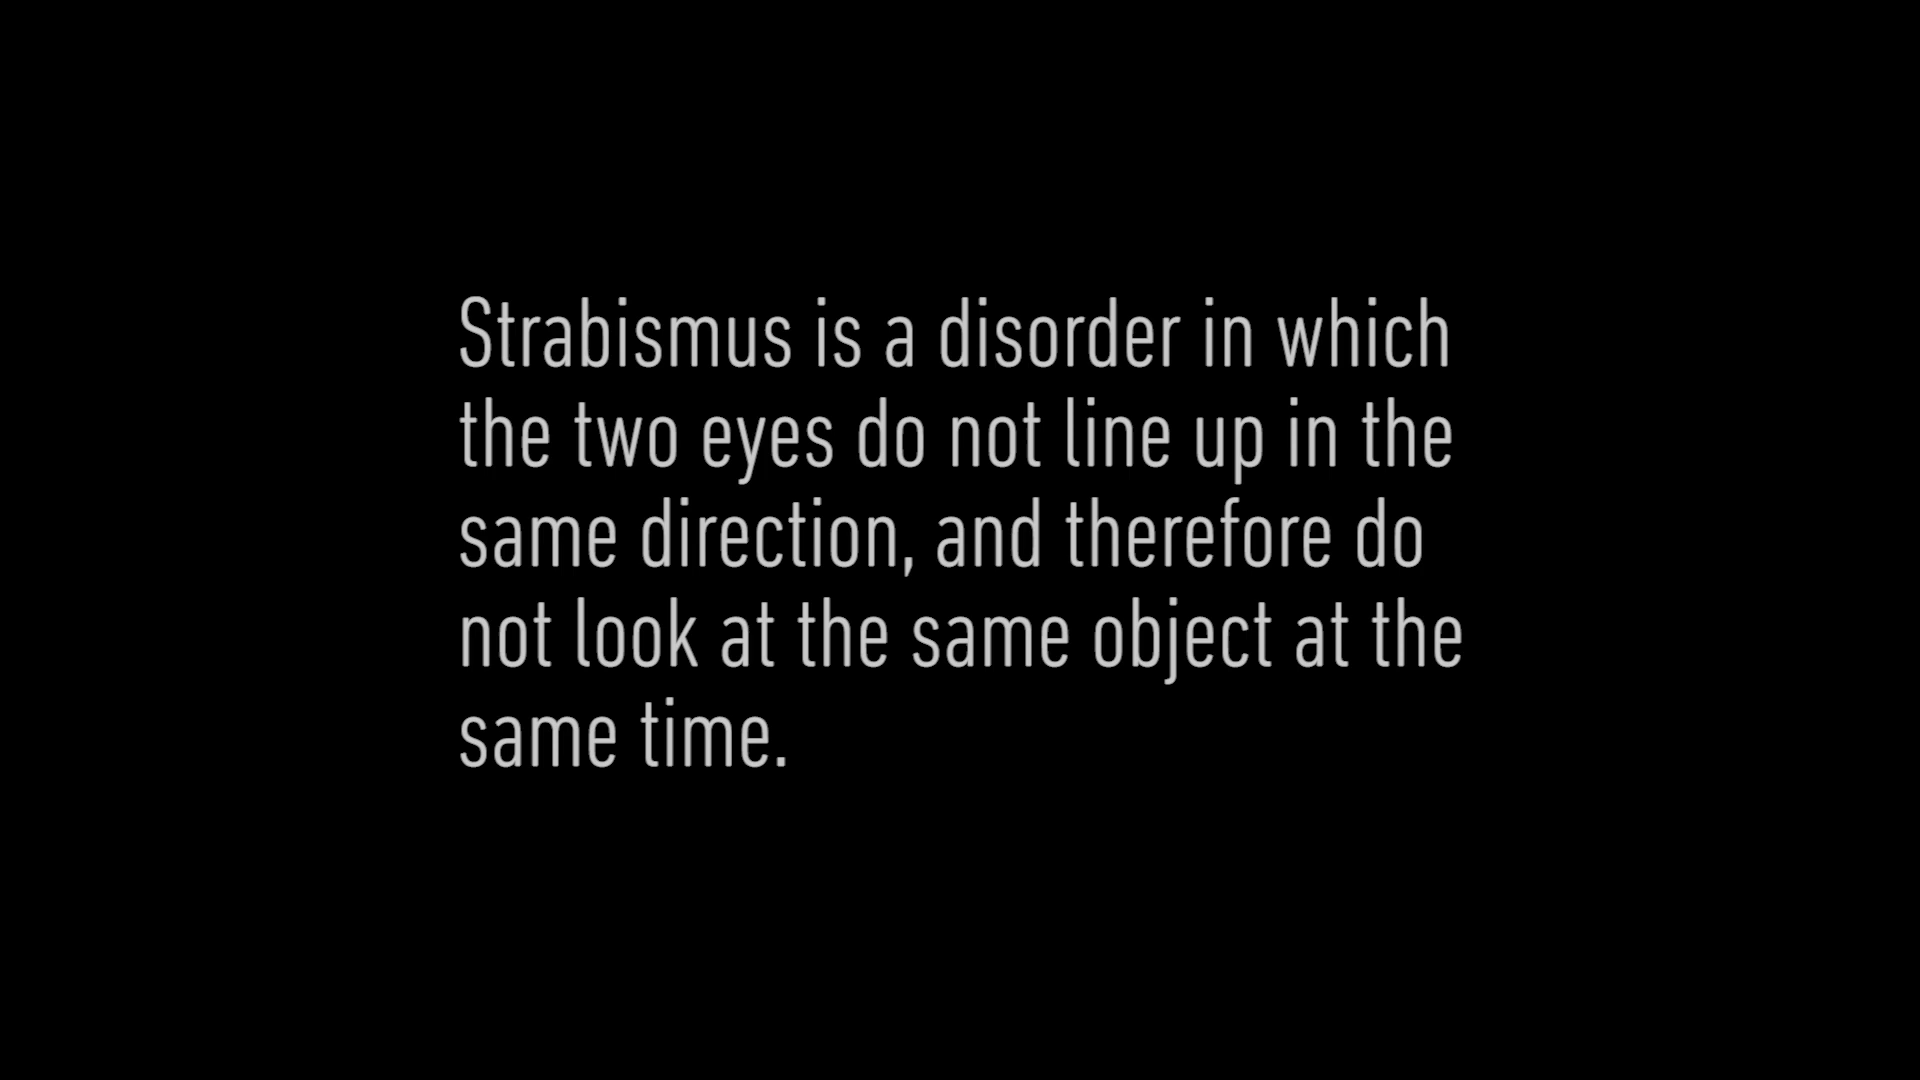 Strabismus is a disorder in which
the two eyes do not line up in the
same direction, and therefore do
not look at the same object at the
same time.